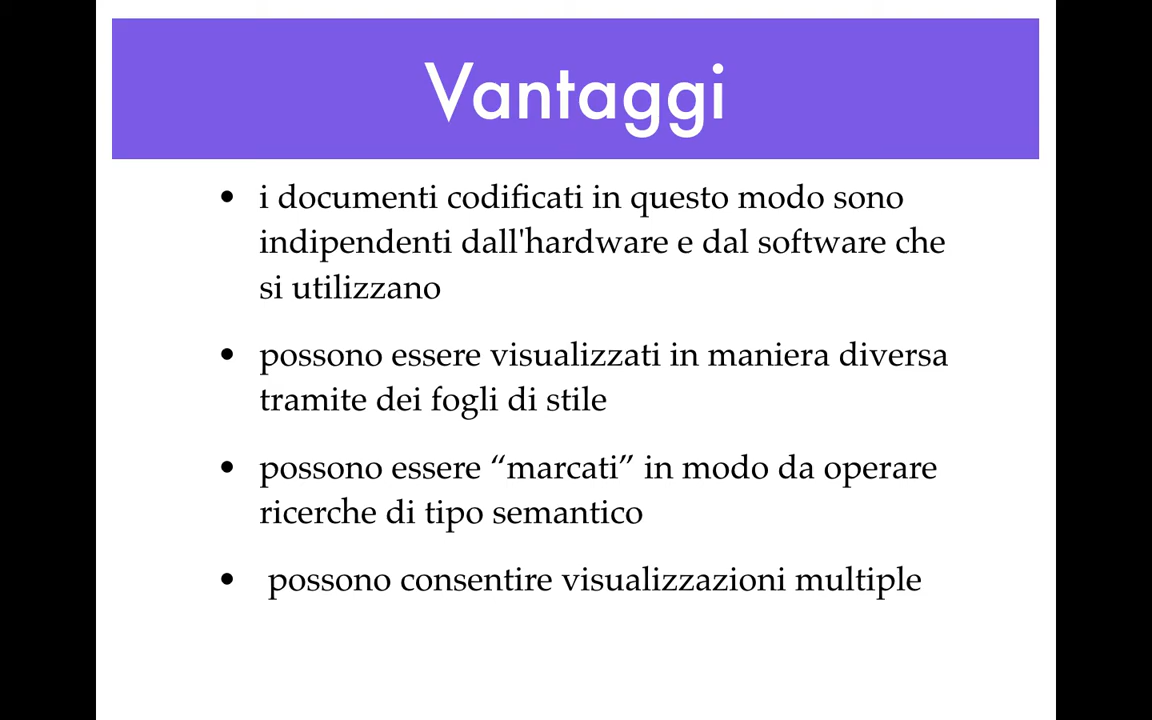 Vantaggi
• i documenti codificati in questo modo sono
indipendenti dall'hardware e dal software che
si utilizzano
• possono essere visualizzati in maniera diversa
tramite dei fogli di stile
• possono essere “marcati” in modo da operare
ricerche di tipo semantico
• possono consentire visualizzazioni multiple